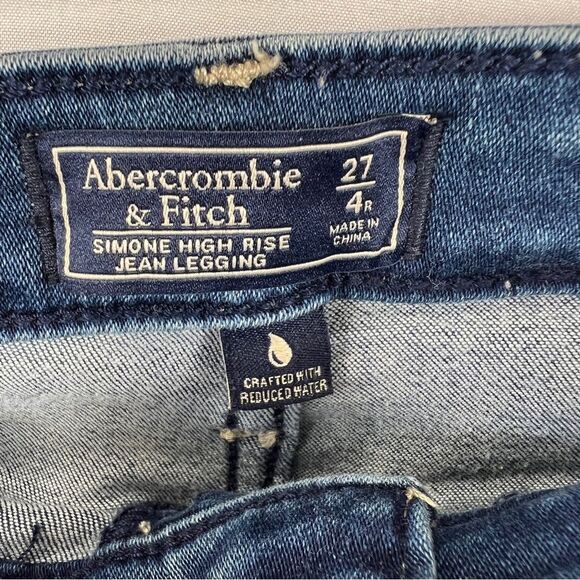 Abercrombie
& Fitch
SIMONE HIGH RISE
JEAN LEGGING
27
4R
MADE IN
CHINA
CRAFTED WITH
REDUCED WATER